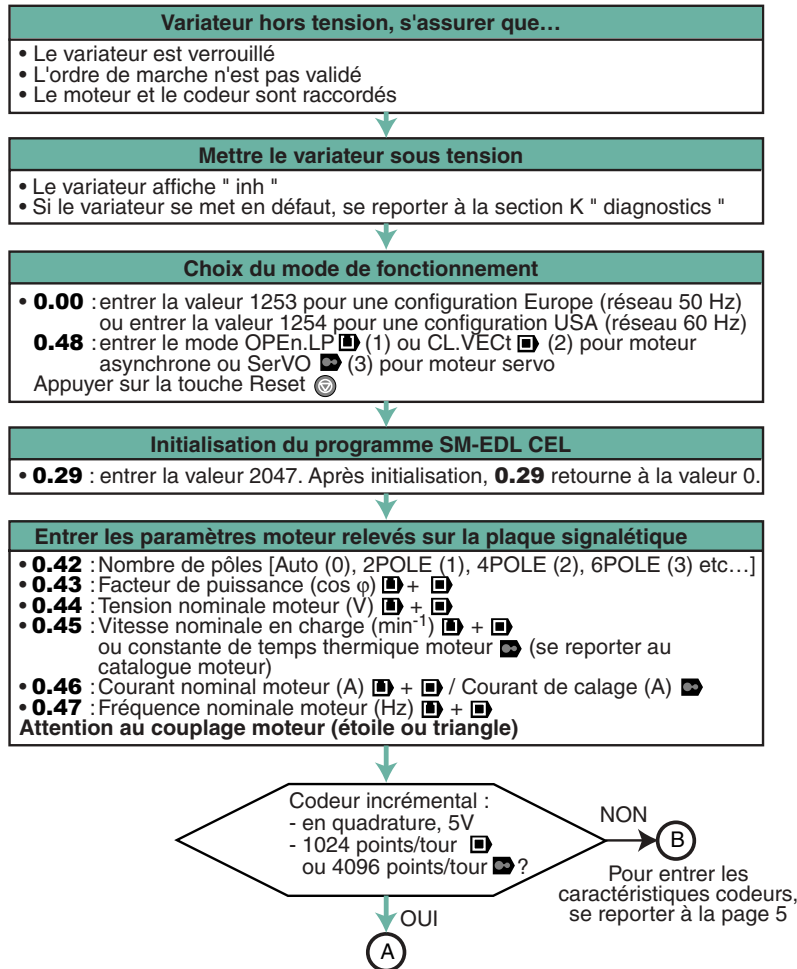 Variateur hors tension, s'assurer que…
• Le variateur est verrouillé
• L'ordre de marche n'est pas validé
• Le moteur et le codeur sont raccordés
Mettre le variateur sous tension
• Le variateur affiche " inh "
• Si le variateur se met en défaut, se reporter à la section K " diagnostics "
Choix du mode de fonctionnement
• 0.00 : entrer la valeur 1253 pour une configuration Europe (réseau 50 Hz)
ou entrer la valeur 1254 pour une configuration USA (réseau 60 Hz)
0.48 : entrer le mode OPEn.LP (1) ou CL.VECt (2) pour moteur
asynchrone ou SerVO (3) pour moteur servo
Appuyer sur la touche Reset
Initialisation du programme SM-EDL CEL
• 0.29 : entrer la valeur 2047. Après initialisation, 0.29 retourne à la valeur 0.
Entrer les paramètres moteur relevés sur la plaque signalétique
• 0.42 : Nombre de pôles [Auto (0), 2POLE (1), 4POLE (2), 6POLE (3) etc…]
• 0.43 : Facteur de puissance (cos φ) +
• 0.44 : Tension nominale moteur (V) +
• 0.45 : Vitesse nominale en charge (min-1) +
ou constante de temps thermique moteur (se reporter au
catalogue moteur)
• 0.46 : Courant nominal moteur (A) + / Courant de calage (A)
• 0.47 : Fréquence nominale moteur (Hz) +
Attention au couplage moteur (étoile ou triangle)
Codeur incrémental :
- en quadrature, 5V
- 1024 points/tour
ou 4096 points/tour ?
NON
B
Pour entrer les
caractéristiques codeurs,
se reporter à la page 5
OUI
A